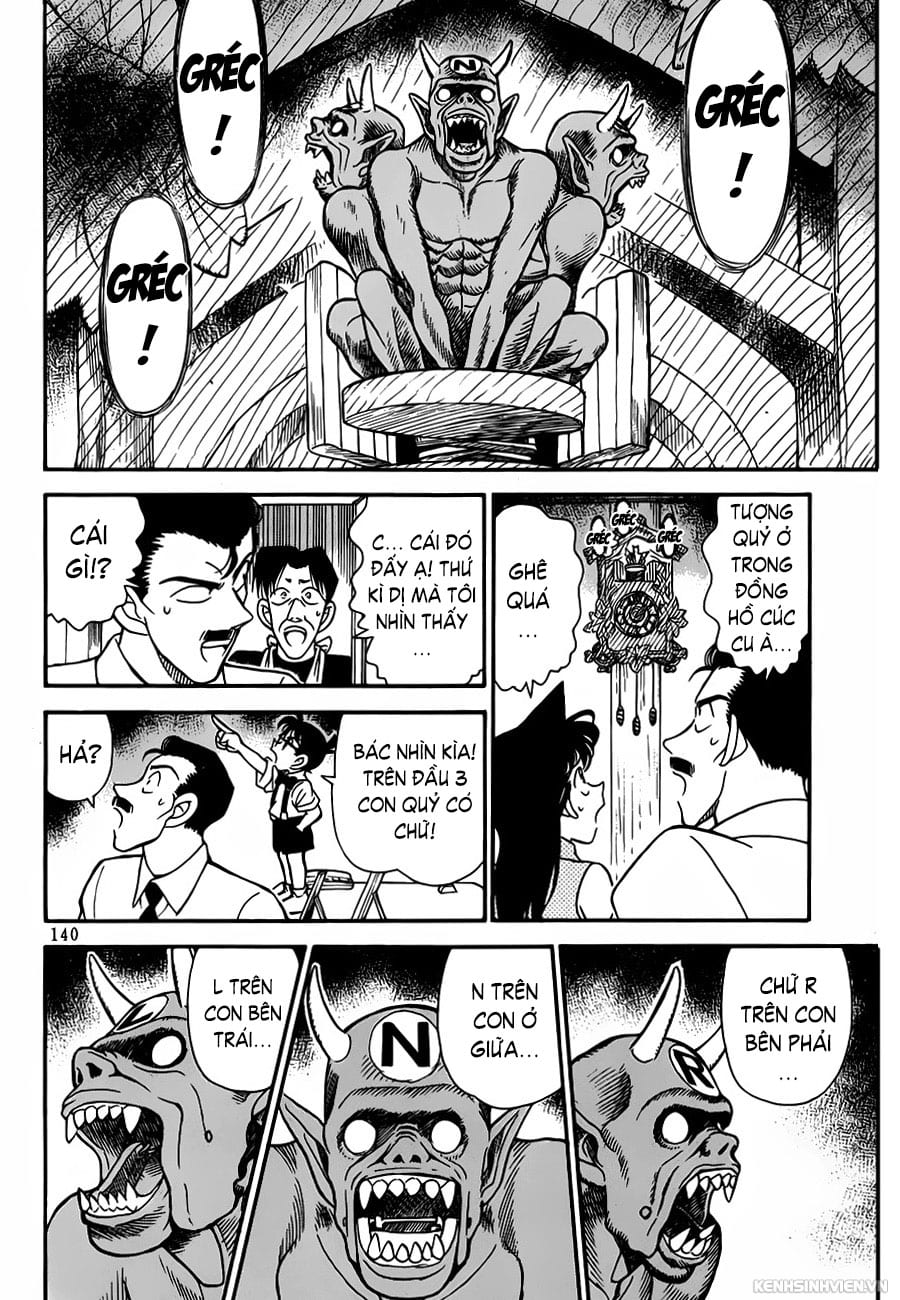 GRÉC
!
GRÉC
!
GRÉC
!
N
CÁI
GÌ!?
C... CÁI ĐÓ
ĐẤY Ạ! THỨ
KÌ DỊ MÀ TÔI
NHÌN THẤY
...
GHÊ
QUÁ
...
GRÉC
GRÉC
GRÉC
TƯỢNG
QUỶ Ở
TRONG
ĐỒNG
HỒ CÚC
CU À...
HẢ?
BÁC NHÌN KÌA!
TRÊN ĐẦU 3
CON QUỶ CÓ
CHỮ!
140
L TRÊN
CON BÊN
TRÁI...
L
N TRÊN
CON Ở
GIỮA...
N
CHỮ R
TRÊN CON
BÊN PHẢI
...
R
KENHSINHVIEN.VN